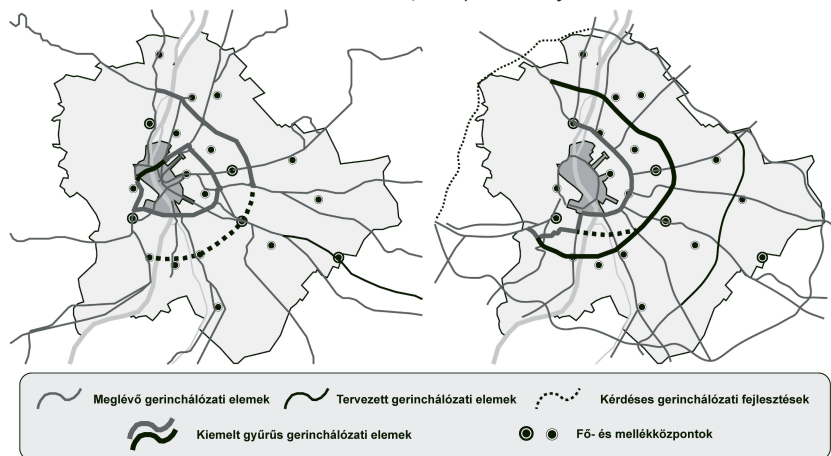 Meglévő gerinchálózati elemek
Tervezett gerinchálózati elemek
Kérdéses gerinchálózati fejlesztések
Kiemelt gyűrűs gerinchálózati elemek
Fő- és mellékközpontok